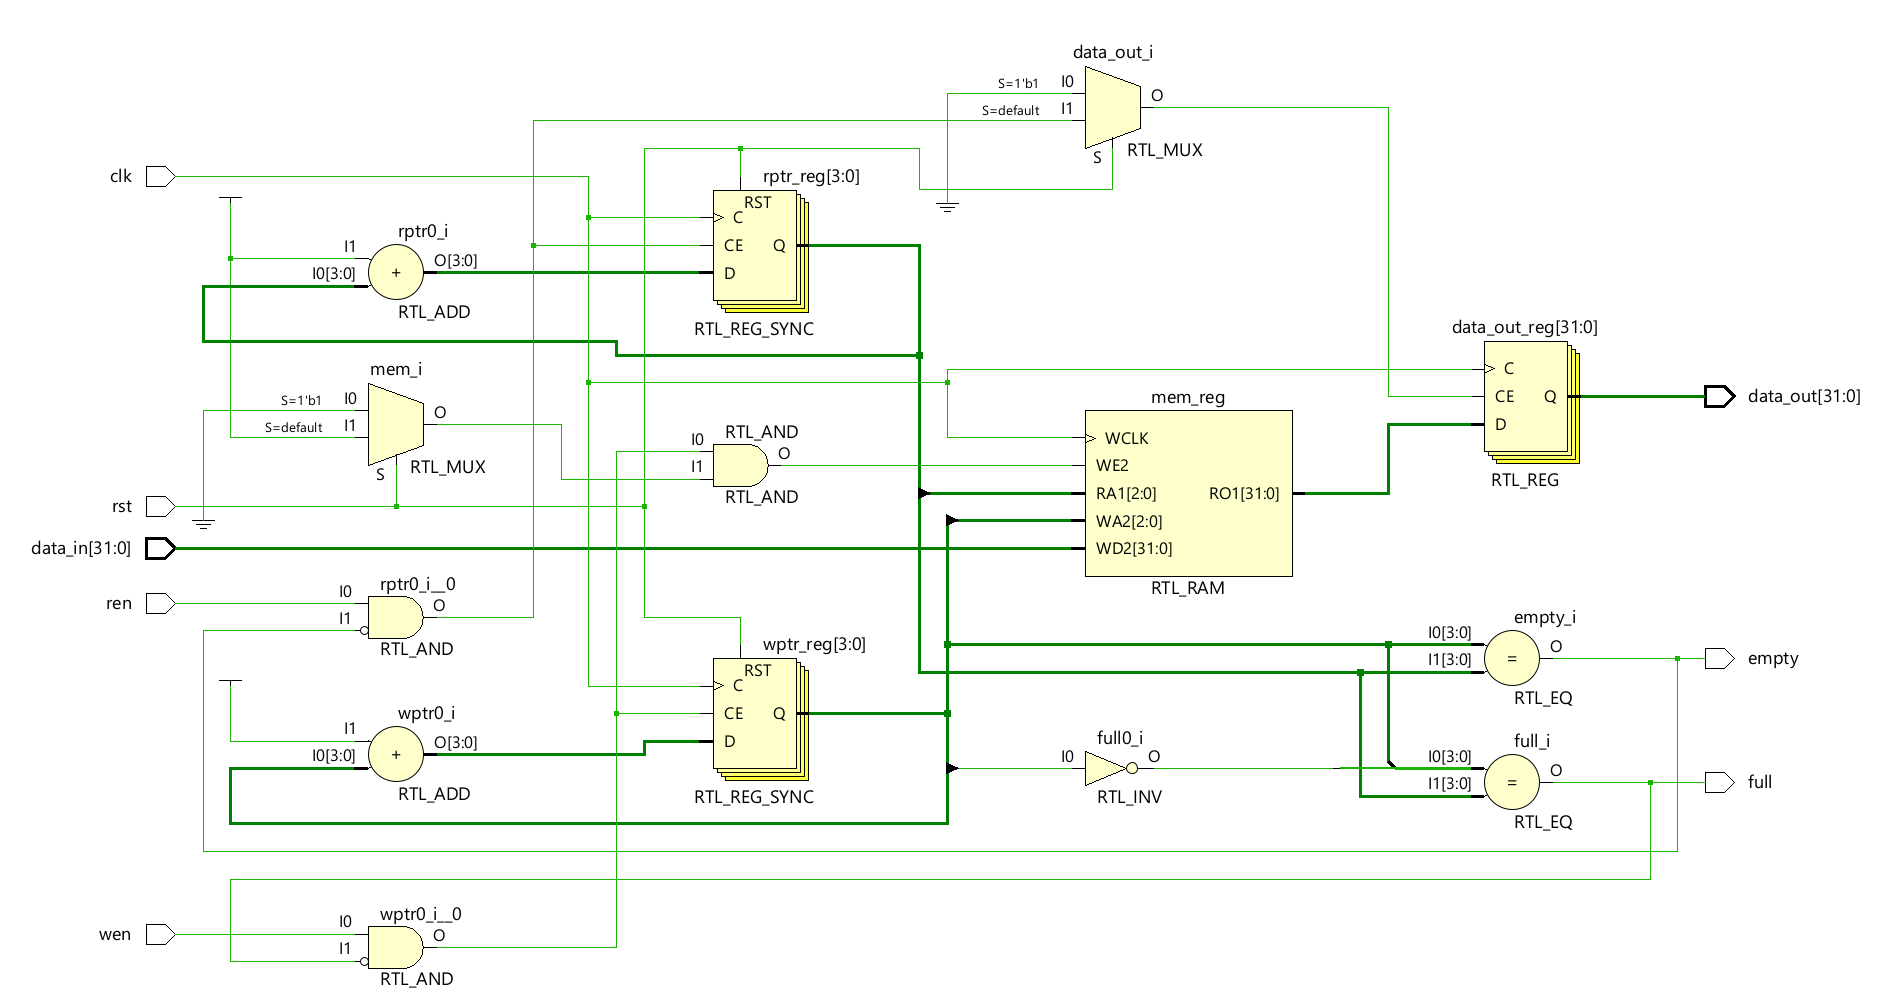 data_out_i
S=1'b1
I0
S=default
I1
O
S
RTL_MUX
clk
rptr_reg[3:0]
RST
C
CE
Q
D
RTL_REG_SYNC
rptr0_i
I1
O[3:0]
I0[3:0]
+
RTL_ADD
data_out_reg[31:0]
C
CE
Q
D
RTL_REG
data_out[31:0]
mem_i
S=1'b1
I0
S=default
I1
O
S
RTL_MUX
RTL_AND
I0
I1
O
RTL_AND
mem_reg
WCLK
WE2
RA1[2:0]
RO1[31:0]
WA2[2:0]
WD2[31:0]
RTL_RAM
rst
data_in[31:0]
ren
rptr0_i__0
I0
I1
O
RTL_AND
wptr_reg[3:0]
RST
C
CE
Q
D
RTL_REG_SYNC
empty_i
I0[3:0]
I1[3:0]
=
O
RTL_EQ
empty
wptr0_i
I1
O[3:0]
I0[3:0]
+
RTL_ADD
full0_i
I0
O
RTL_INV
full_i
I0[3:0]
I1[3:0]
=
O
RTL_EQ
full
wen
wptr0_i__0
I0
I1
O
RTL_AND